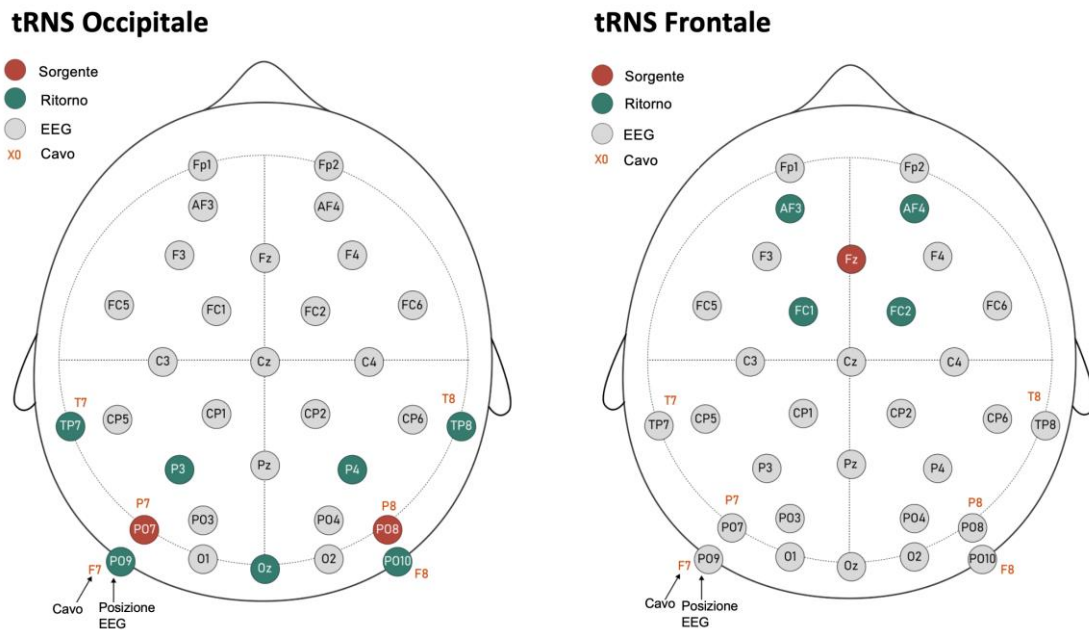 tRNS Occipitale
Sorgente
Ritorno
EEG
X0 Cavo
Fp1 Fp2
AF3 AF4
F3 Fz F4
FC5 FC1 FC2 FC6
C3 Cz C4
T7 T8
TP7 CP5 CP1 CP2 CP6 TP8
P3 Pz P4
P7 P8
PO7 PO3 PO4 PO8
F7 PO9 O1 Oz O2 PO10 F8
Cavo Posizione
EEG
tRNS Frontale
Sorgente
Ritorno
EEG
X0 Cavo
Fp1 Fp2
AF3 AF4
F3 Fz F4
FC5 FC1 FC2 FC6
C3 Cz C4
T7 T8
TP7 CP5 CP1 CP2 CP6 TP8
P3 Pz P4
P7 P8
PO7 PO3 PO4 PO8
F7 PO9 O1 Oz O2 PO10 F8
Cavo Posizione
EEG